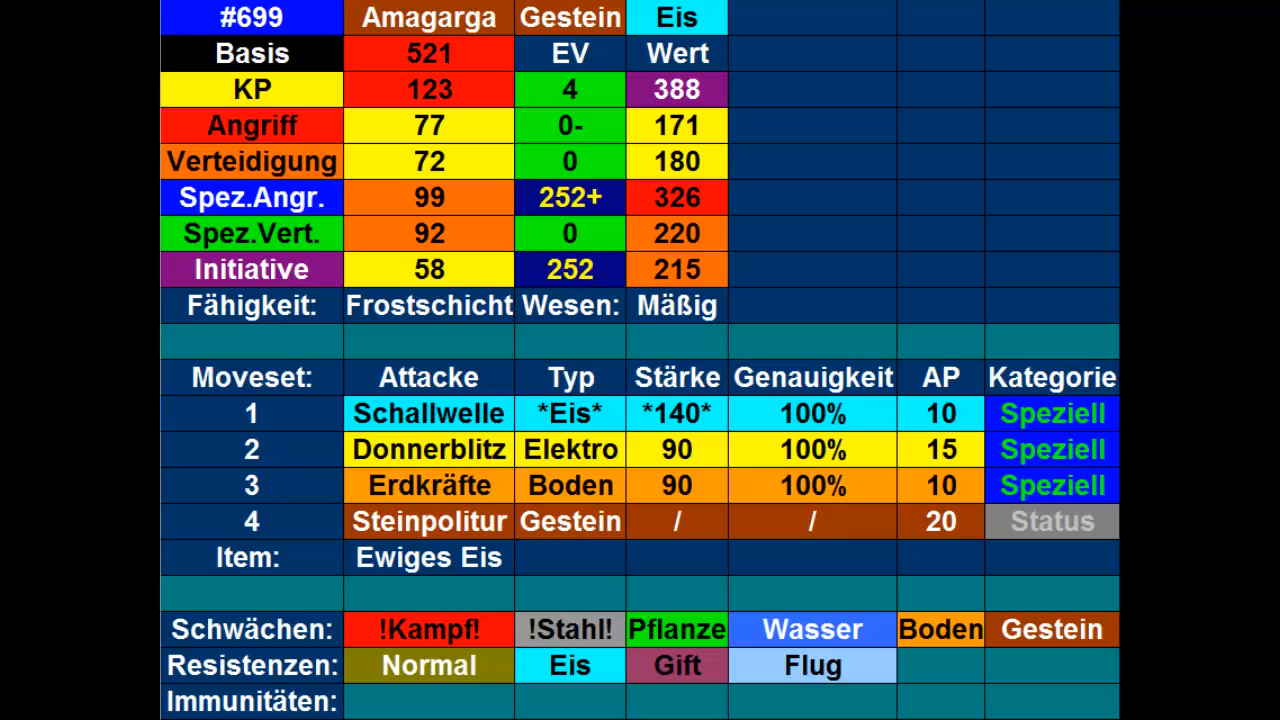 #699 Amagarga Gestein Eis
Basis 521 EV Wert
KP 123 4 388
Angriff 77 0- 171
Verteidigung 72 0 180
Spez.Angr. 99 252+ 326
Spez.Vert. 92 0 220
Initiative 58 252 215
Fähigkeit: Frostschicht Wesen: Mäßig
Moveset: Attacke Typ Stärke Genauigkeit AP Kategorie
1 Schallwelle *Eis* *140* 100% 10 Speziell
2 Donnerblitz Elektro 90 100% 15 Speziell
3 Erdkräfte Boden 90 100% 10 Speziell
4 Steinpolitur Gestein / / 20 Status
Item: Ewiges Eis
Schwächen: !Kampf! !Stahl! Pflanze Wasser Boden Gestein
Resistenzen: Normal Eis Gift Flug
Immunitäten: